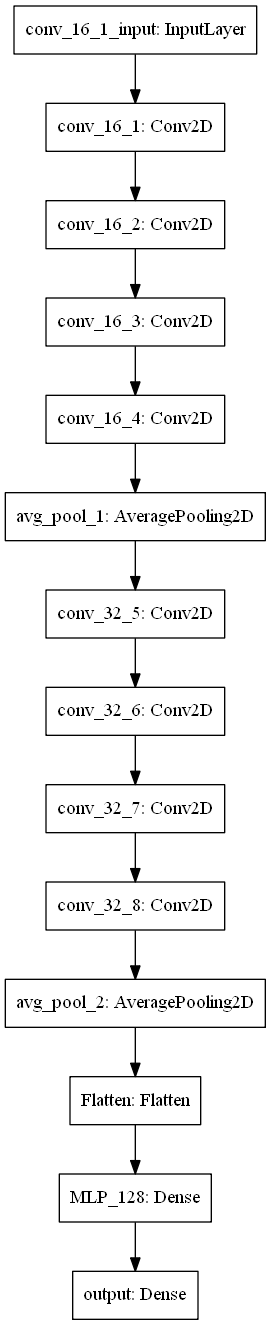 conv_16_1_input: InputLayer
conv_16_1: Conv2D
conv_16_2: Conv2D
conv_16_3: Conv2D
conv_16_4: Conv2D
avg_pool_1: AveragePooling2D
conv_32_5: Conv2D
conv_32_6: Conv2D
conv_32_7: Conv2D
conv_32_8: Conv2D
avg_pool_2: AveragePooling2D
Flatten: Flatten
MLP_128: Dense
output: Dense